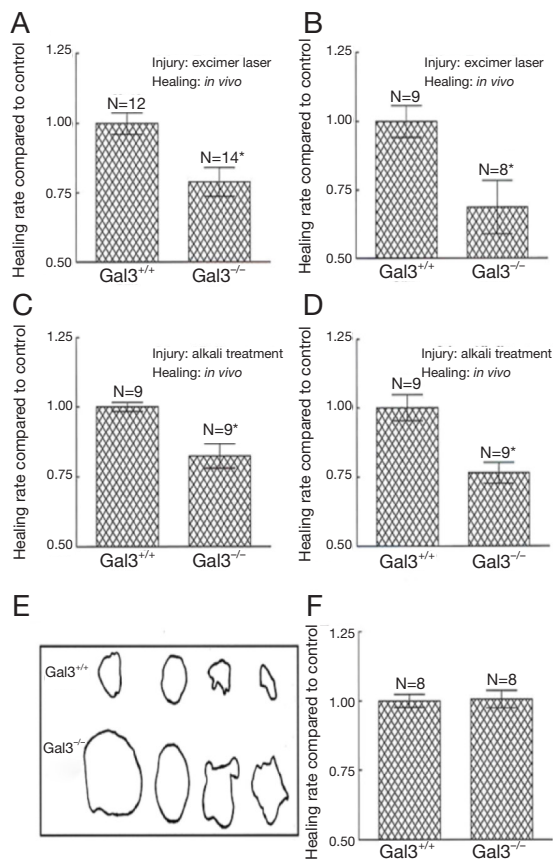 A
Healing rate compared to control
1.25
1.00
0.75
0.50
Injury: excimer laser
Healing: in vivo
N=12
N=14*
Gal3+/+
Gal3−/−
B
Healing rate compared to control
1.25
1.00
0.75
0.50
Injury: excimer laser
Healing: in vivo
N=9
N=8*
Gal3+/+
Gal3−/−
C
Healing rate compared to control
1.25
1.00
0.75
0.50
Injury: alkali treatment
Healing: in vivo
N=9
N=9*
Gal3+/+
Gal3−/−
D
Healing rate compared to control
1.25
1.00
0.75
0.50
Injury: alkali treatment
Healing: in vivo
N=9
N=9*
Gal3+/+
Gal3−/−
E
Gal3+/+
Gal3−/−
F
Healing rate compared to control
1.25
1.00
0.75
0.50
N=8
N=8
Gal3+/+
Gal3−/−